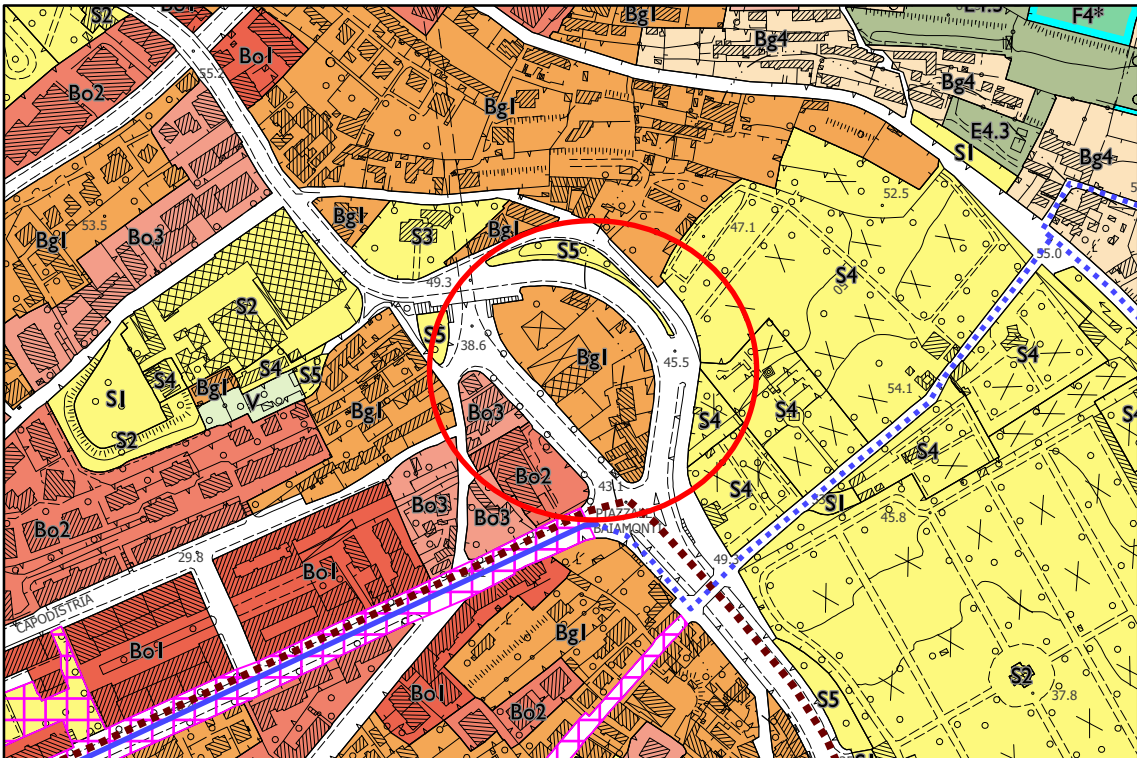 S2
Bo1
Bg1
E4.3
F4*
55.2
Bo1
Bg4
Bo2
Bg4
Bg1
E4.3
S1
Bg4
52.5
53.5
Bg1
Bo3
Bg1
S3
Bg1
47.1
S5
55.0
S4
49.3
S2
S5
38.6
Bg1
45.5
S4
S4
S5
54.1
S1
Bg1
V
Bg1
Bo3
S4
S4
S4
S2
Bo2
S4
43.1
Bo2
Bo3
Bo3
S1
45.8
PIAZZA
BAIAMONTI
29.8
Bo1
49.3
CAPODISTRIA
Bg1
Bo1
S2
37.8
Bo1
Bo2
S5